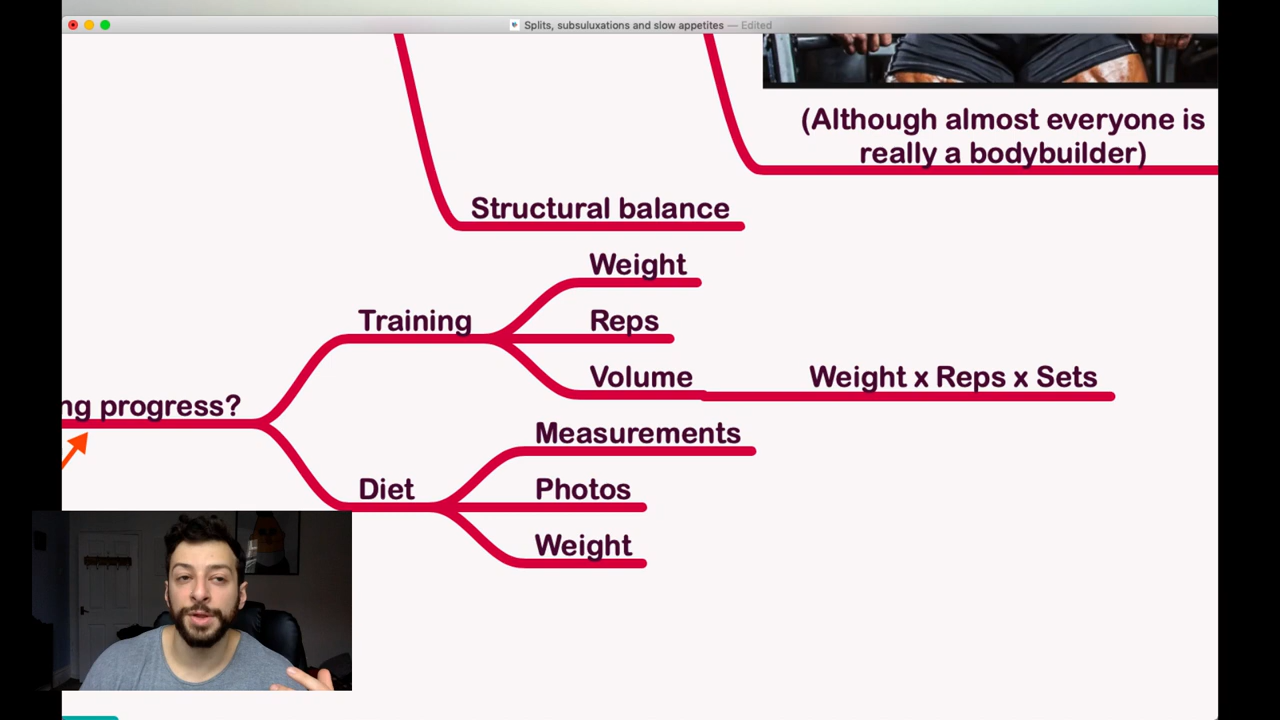 Splits, subsuluxations and slow appetites — Edited
(Although almost everyone is
really a bodybuilder)
Structural balance
Weight
Training
Reps
Volume
Weight x Reps x Sets
ng progress?
Measurements
Diet
Photos
Weight